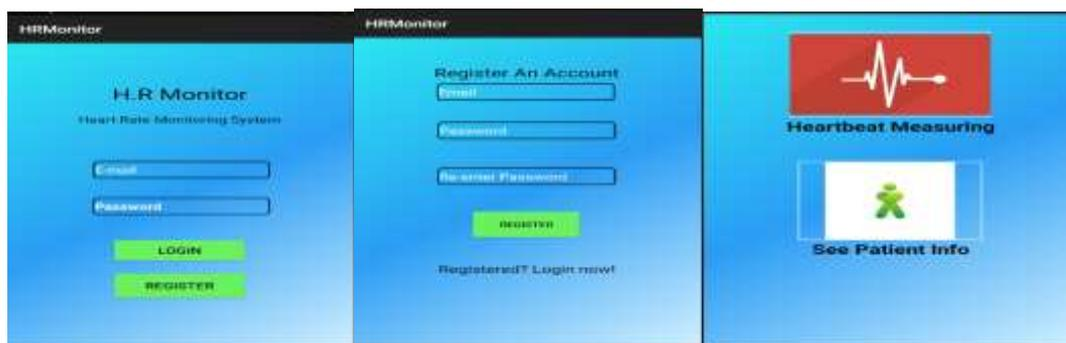 HRMonitor
H.R Monitor
Heart Rate Monitoring System
E-mail
Password
LOGIN
REGISTER
HRMonitor
Register An Account
Email
Password
Re-enter Password
REGISTER
Registered? Login now!
Heartbeat Measuring
See Patient Info